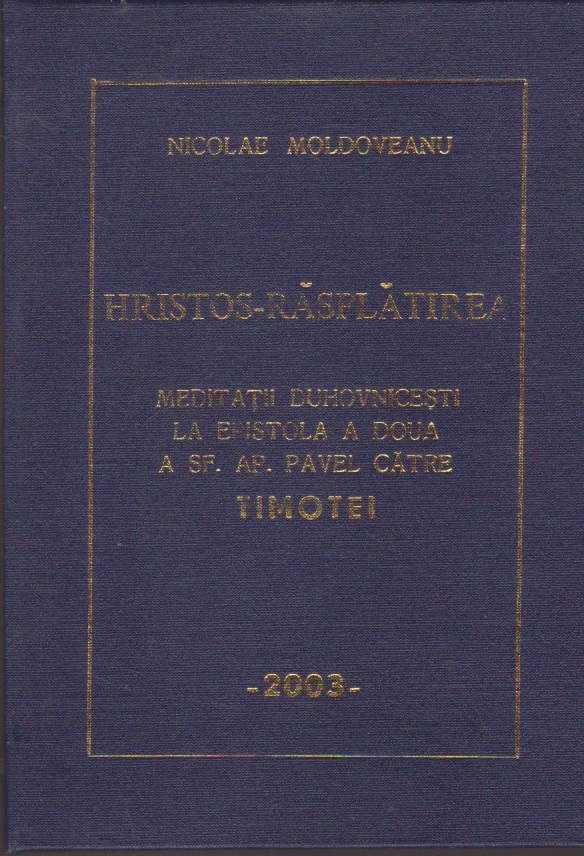 NICOLAE MOLDOVEANU
HRISTOS-RĂSPLĂTIREA
MEDITAȚII DUHOVNICEȘTI
LA EPISTOLA A DOUA
A SF. AP. PAVEL CĂTRE
TIMOTEI
-2003-